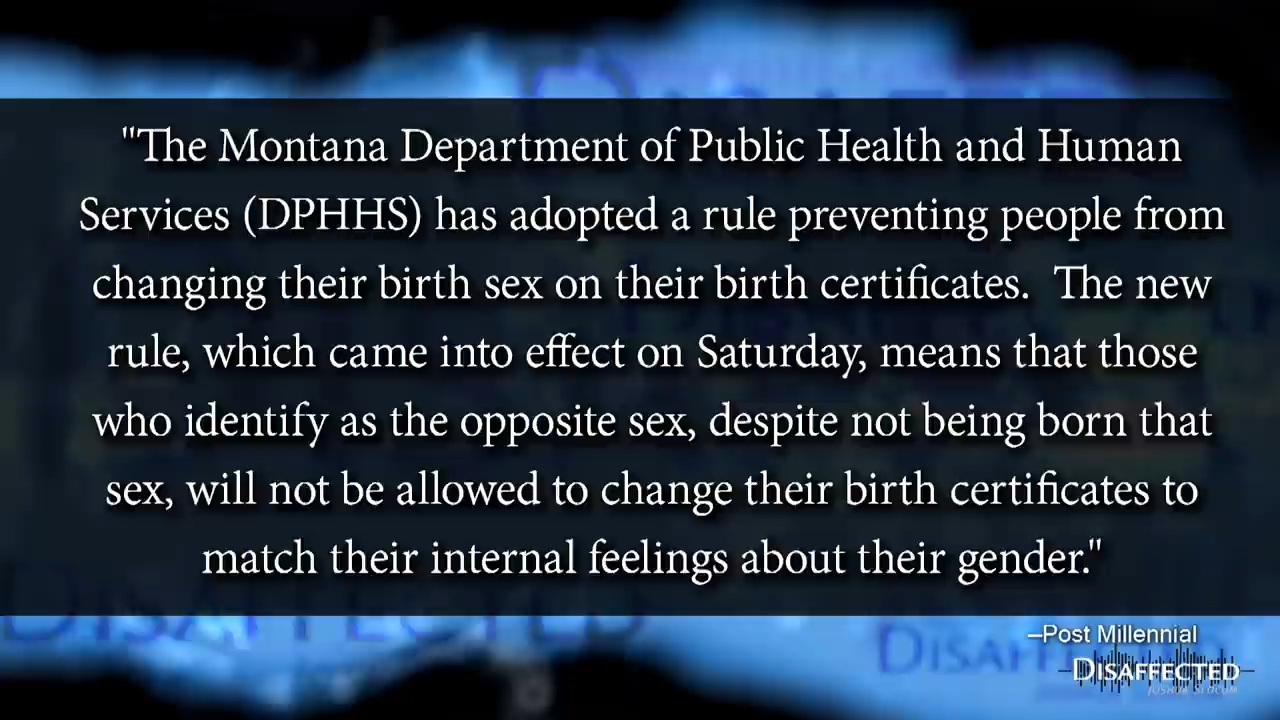 "The Montana Department of Public Health and Human
Services (DPHHS) has adopted a rule preventing people from
changing their birth sex on their birth certificates.  The new
rule, which came into effect on Saturday, means that those
who identify as the opposite sex, despite not being born that
sex, will not be allowed to change their birth certificates to
match their internal feelings about their gender."
–Post Millennial
DISAFFECTED
DISAFFECTED
JOSHUA SLOCUM